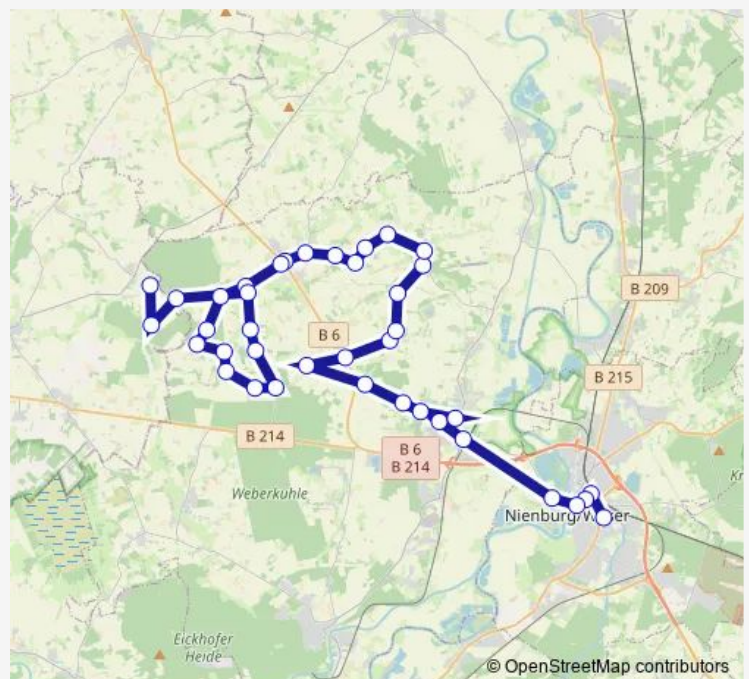 B 209
B 6
B 215
B 214
B 6
B 214
Weberkuhle
Nienburg/Weser
Eickhofer
Heide
© OpenStreetMap contributors